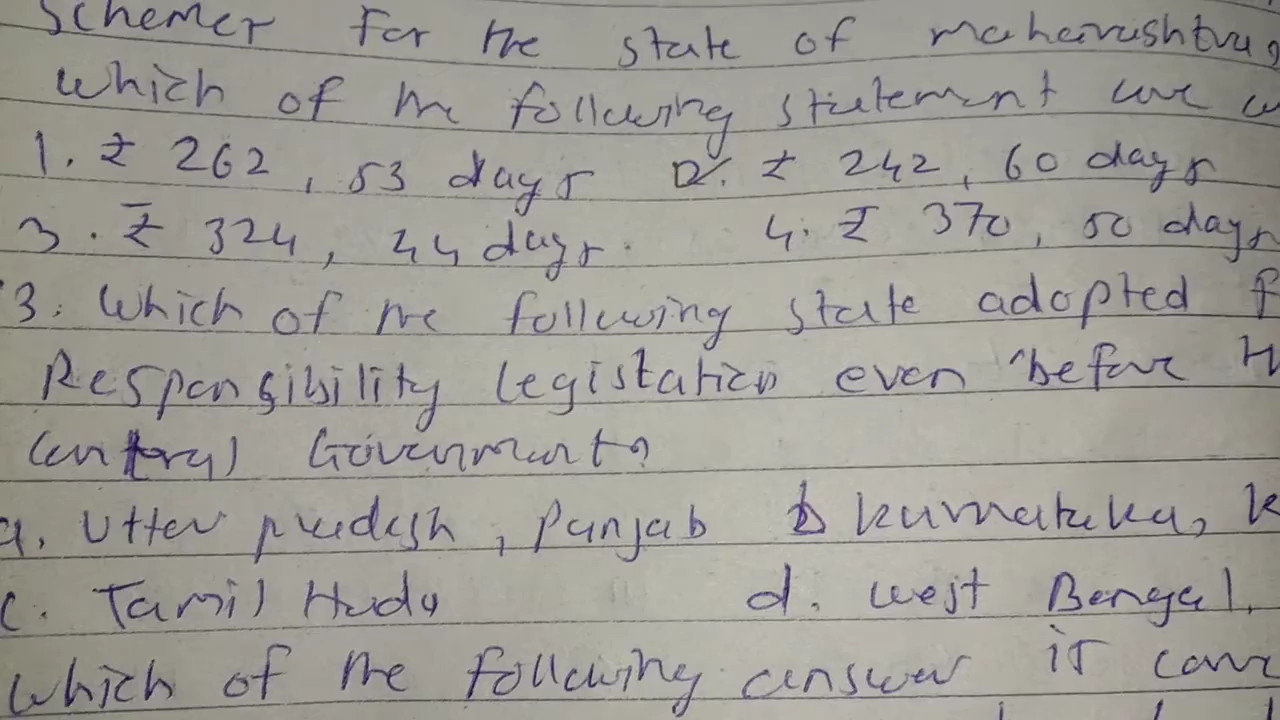 Schemer For the state of maharashtra,
which of the following statement are
1. ₹ 262, 53 days 2. ₹ 242, 60 days
3. ₹ 324, 44 days. 4. ₹ 370, 50 days
3. Which of the following state adopted
Responsibility legistation even before
Central Government?
a. Utter pradesh, Punjab b karnataka, K
c. Tamil Nadu d. west Bengal.
which of the following answer is